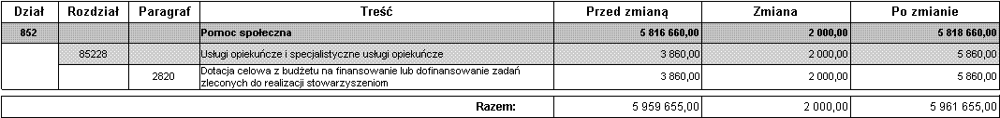 Dział Rozdział Paragraf Treść Przed zmianą Zmiana Po zmianie
852 Pomoc społeczna 5 816 660,00 2 000,00 5 818 660,00
85228 Usługi opiekuńcze i specjalistyczne usługi opiekuńcze 3 860,00 2 000,00 5 860,00
2820 Dotacja celowa z budżetu na finansowanie lub dofinansowanie zadań 3 860,00 2 000,00 5 860,00
zleconych do realizacji stowarzyszeniom
Razem: 5 959 655,00 2 000,00 5 961 655,00